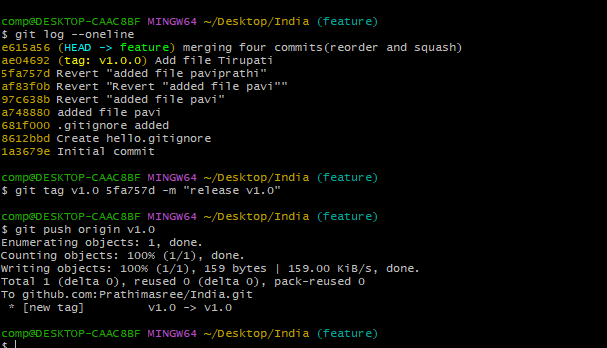 comp@DESKTOP-CAAC8BF MINGW64 ~/Desktop/India (feature)
$ git log --oneline
e615a56 (HEAD -> feature) merging four commits(reorder and squash)
ae04692 (tag: v1.0.0) Add file Tirupati
5fa757d Revert "added file paviprathi"
af83f0b Revert "Revert "added file pavi""
97c638b Revert "added file pavi"
a748880 added file pavi
681f000 .gitignore added
8612bbd Create hello.gitignore
1a3679e Initial commit
comp@DESKTOP-CAAC8BF MINGW64 ~/Desktop/India (feature)
$ git tag v1.0 5fa757d -m "release v1.0"
comp@DESKTOP-CAAC8BF MINGW64 ~/Desktop/India (feature)
$ git push origin v1.0
Enumerating objects: 1, done.
Counting objects: 100% (1/1), done.
Writing objects: 100% (1/1), 159 bytes | 159.00 KiB/s, done.
Total 1 (delta 0), reused 0 (delta 0), pack-reused 0
To github.com:Prathimasree/India.git
 * [new tag]         v1.0 -> v1.0
comp@DESKTOP-CAAC8BF MINGW64 ~/Desktop/India (feature)
$